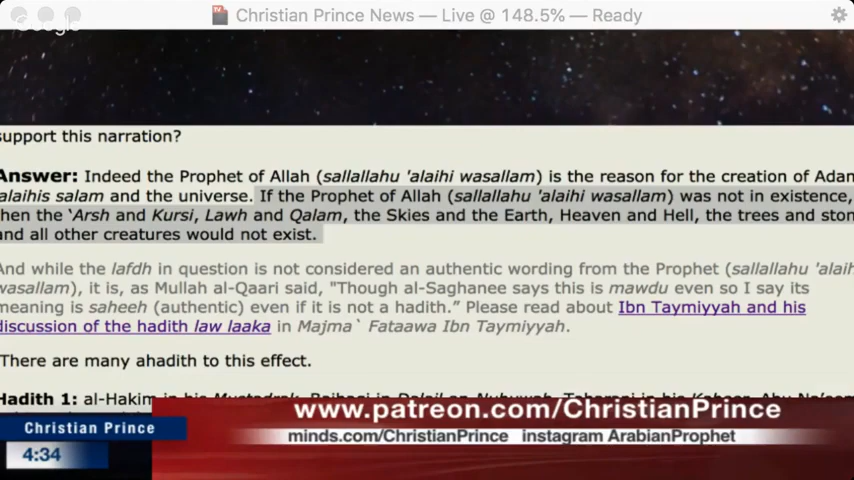 Christian Prince News — Live @ 148.5% — Ready
Google
support this narration?
Answer: Indeed the Prophet of Allah (sallallahu 'alaihi wasallam) is the reason for the creation of Adam
alaihis salam and the universe. If the Prophet of Allah (sallallahu 'alaihi wasallam) was not in existence,
then the 'Arsh and Kursi, Lawh and Qalam, the Skies and the Earth, Heaven and Hell, the trees and ston
and all other creatures would not exist.
And while the lafdh in question is not considered an authentic wording from the Prophet (sallallahu 'alaih
wasallam), it is, as Mullah al-Qaari said, "Though al-Saghanee says this is mawdu even so I say its
meaning is saheeh (authentic) even if it is not a hadith." Please read about Ibn Taymiyyah and his
discussion of the hadith law laaka in Majma` Fataawa Ibn Taymiyyah.
There are many ahadith to this effect.
Hadith 1: al-Hakim in his
www.patreon.com/ChristianPrince
Christian Prince
minds.com/ChristianPrince instagram ArabianProphet
4:34